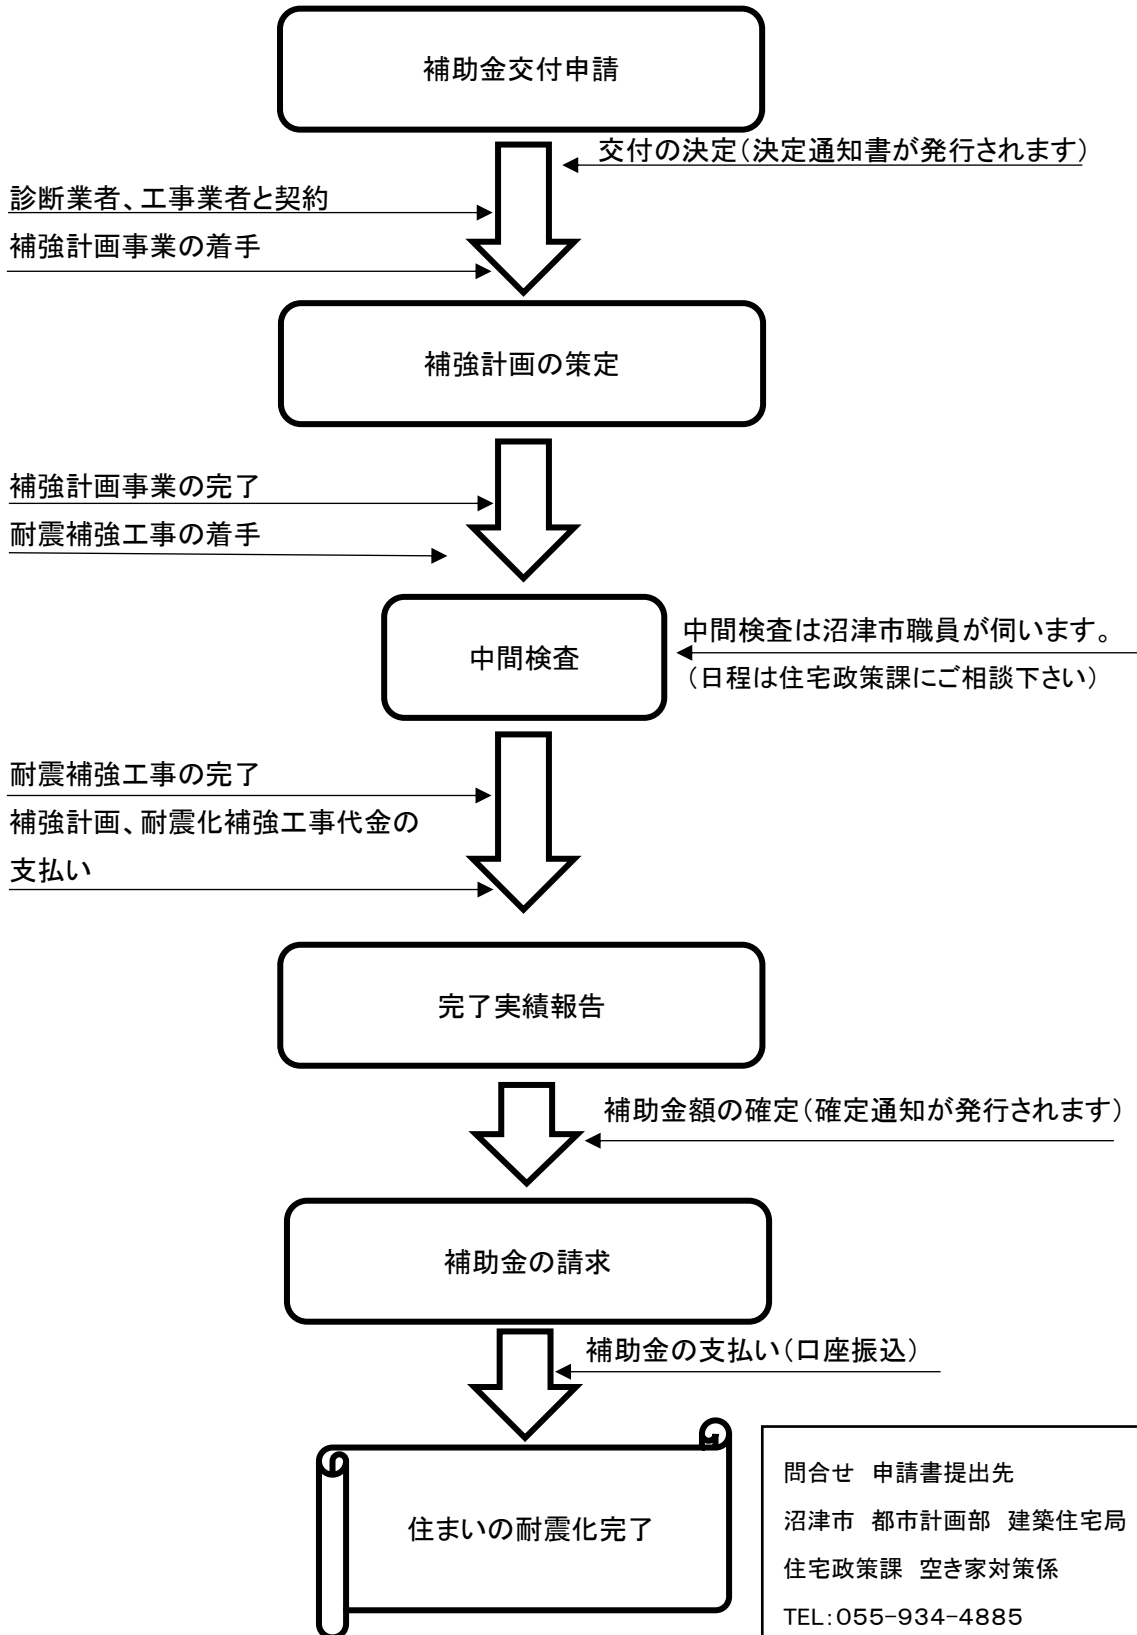 補助金交付申請
交付の決定（決定通知書が発行されます）
診断業者、工事業者と契約
補強計画事業の着手
補強計画の策定
補強計画事業の完了
耐震補強工事の着手
中間検査
中間検査は沼津市職員が伺います。
（日程は住宅政策課にご相談下さい）
耐震補強工事の完了
補強計画、耐震化補強工事代金の
支払い
完了実績報告
補助金額の確定（確定通知が発行されます）
補助金の請求
補助金の支払い（口座振込）
住まいの耐震化完了
問合せ　申請書提出先
沼津市　都市計画部　建築住宅局
住宅政策課　空き家対策係
TEL：055-934-4885